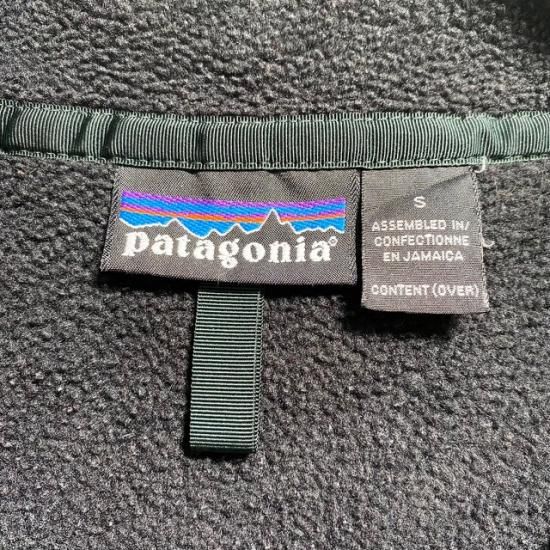 patagonia©
S
ASSEMBLED IN/
CONFECTIONNE
EN JAMAICA
CONTENT (OVER)